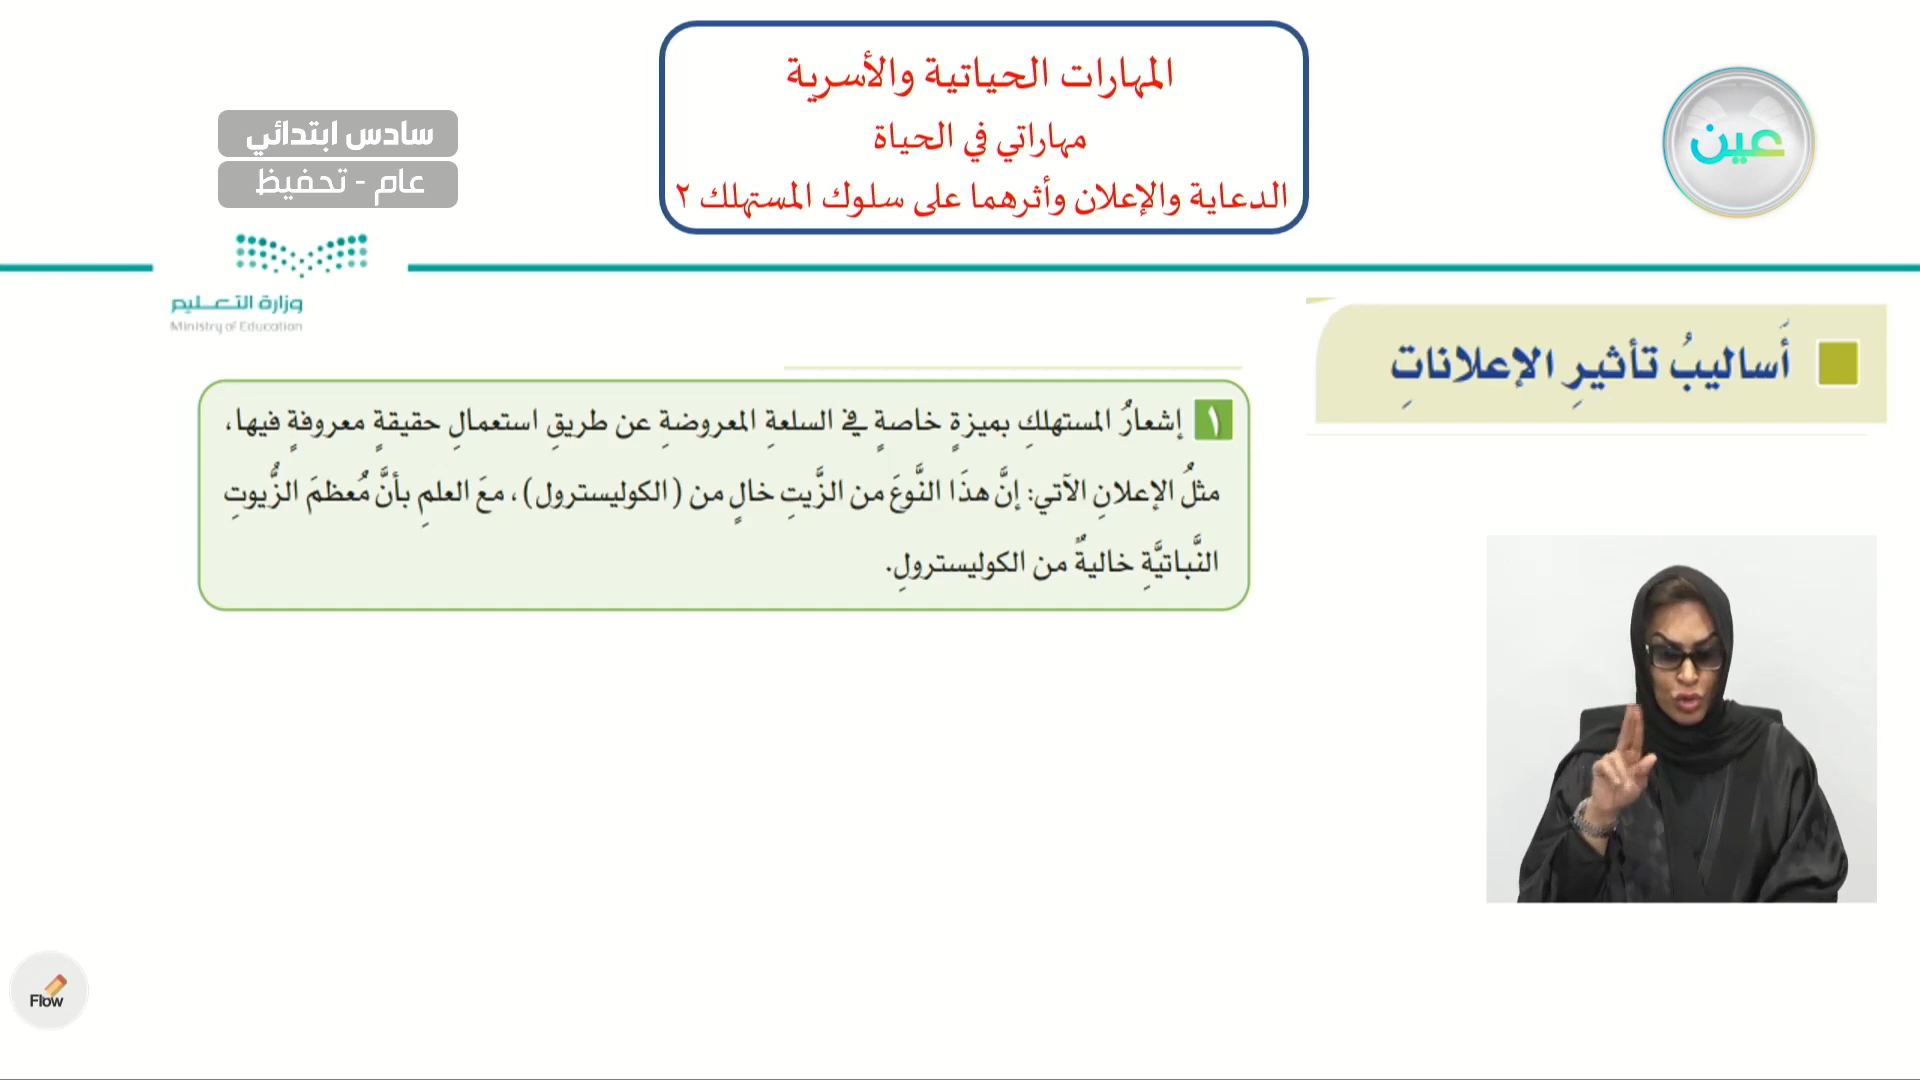 المهارات الحياتية والأسرية
مهاراتي في الحياة
الدعاية والإعلان وأثرهما على سلوك المستهلك ٢
عين
سادس ابتدائي
عام - تحفيظ
وزارة التعليم
Ministry of Education
أَساليبُ تأثيرِ الإعلاناتِ
١ إشعارُ المستهلكِ بميزةٍ خاصةٍ في السلعةِ المعروضةِ عن طريقِ استعمالِ حقيقةٍ معروفةٍ فيها،
مثلُ الإعلانِ الآتي: إنَّ هذَا النَّوعَ من الزَّيتِ خالٍ من (الكوليسترول)، معَ العلمِ بأنَّ مُعظمَ الزُّيوتِ
النَّباتيَّةِ خاليةٌ من الكوليسترولِ.
Flow